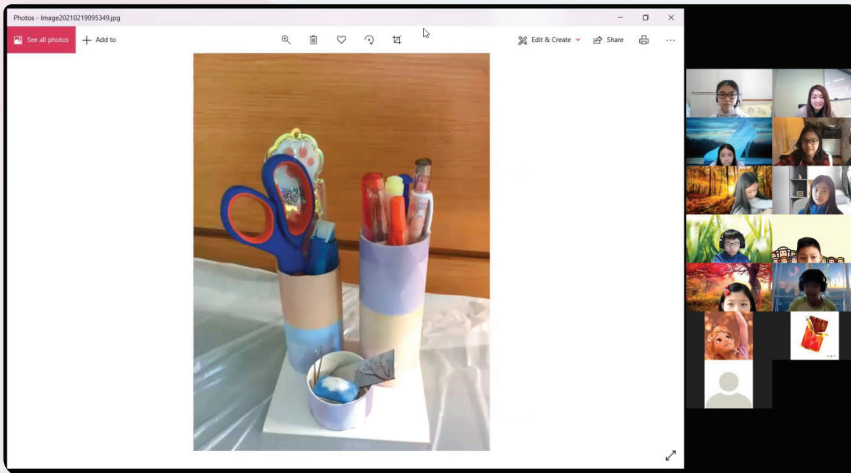 Photos - Image20210219095349.jpg
See all photos
Add to
Edit & Create
Share